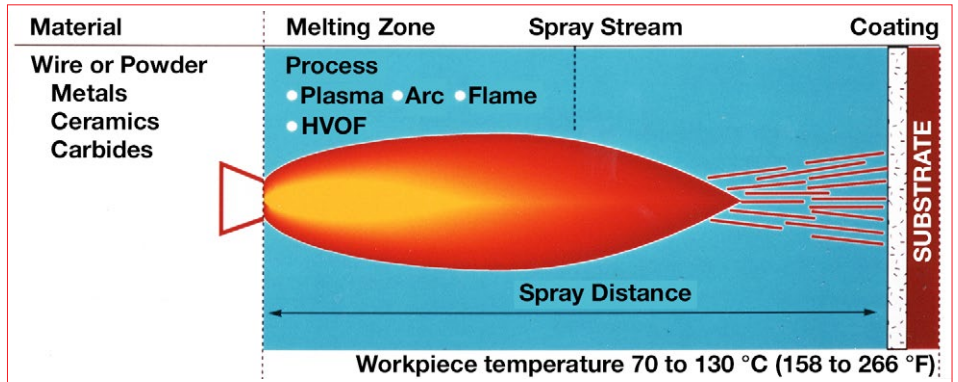 Material
Melting Zone
Spray Stream
Coating
Wire or Powder
Metals
Ceramics
Carbides
Process
Plasma
Arc
Flame
HVOF
SUBSTRATE
Spray Distance
Workpiece temperature 70 to 130 °C (158 to 266 °F)